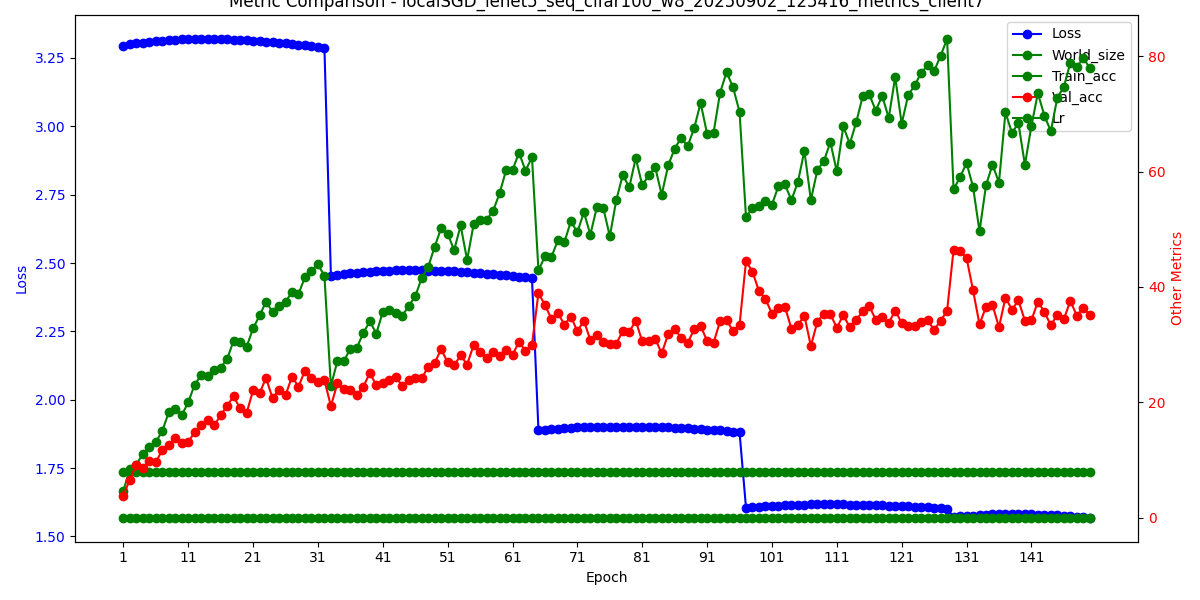 Metric Comparison - localSGD_lenet5_seq_cifar100_w8_20250902_125416_metrics_client7
Loss
World_size
Train_acc
Val_acc
Lr
3.25
3.00
2.75
2.50
2.25
2.00
1.75
1.50
Loss
80
60
40
20
0
Other Metrics
1 11 21 31 41 51 61 71 81 91 101 111 121 131 141
Epoch